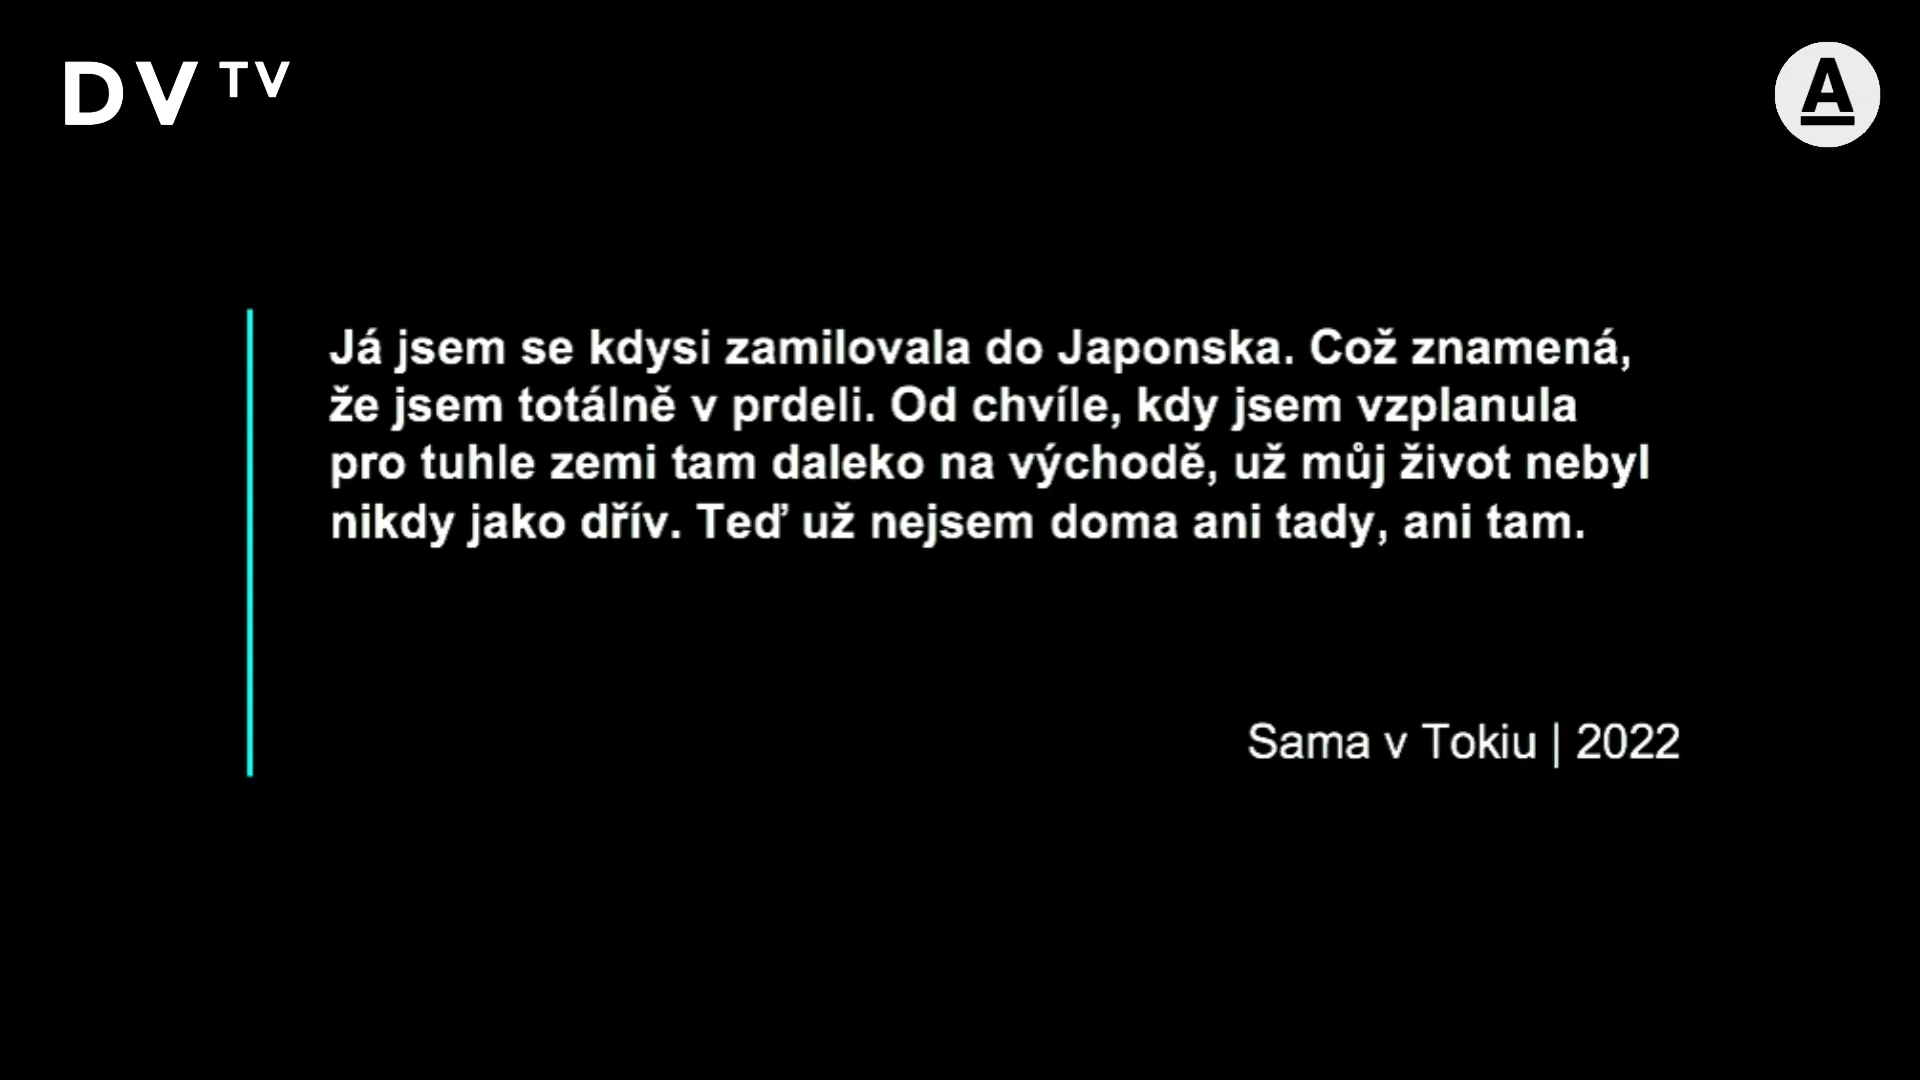 DV TV
A
Já jsem se kdysi zamilovala do Japonska. Což znamená,
že jsem totálně v prdeli. Od chvíle, kdy jsem vzplanula
pro tuhle zemi tam daleko na východě, už můj život nebyl
nikdy jako dřív. Teď už nejsem doma ani tady, ani tam.
Sama v Tokiu | 2022